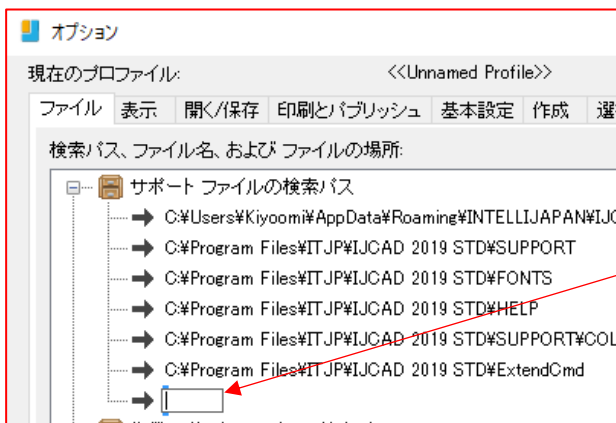 オプション
現在のプロファイル: <<Unnamed Profile>>
ファイル 表示 開く/保存 印刷とパブリッシュ 基本設定 作成 選
検索パス、ファイル名、および ファイルの場所:
サポート ファイルの検索パス
C:¥Users¥Kiyoomi¥AppData¥Roaming¥INTELLIJAPAN¥IJC
C:¥Program Files¥ITJP¥IJCAD 2019 STD¥SUPPORT
C:¥Program Files¥ITJP¥IJCAD 2019 STD¥FONTS
C:¥Program Files¥ITJP¥IJCAD 2019 STD¥HELP
C:¥Program Files¥ITJP¥IJCAD 2019 STD¥SUPPORT¥COL
C:¥Program Files¥ITJP¥IJCAD 2019 STD¥ExtendCmd